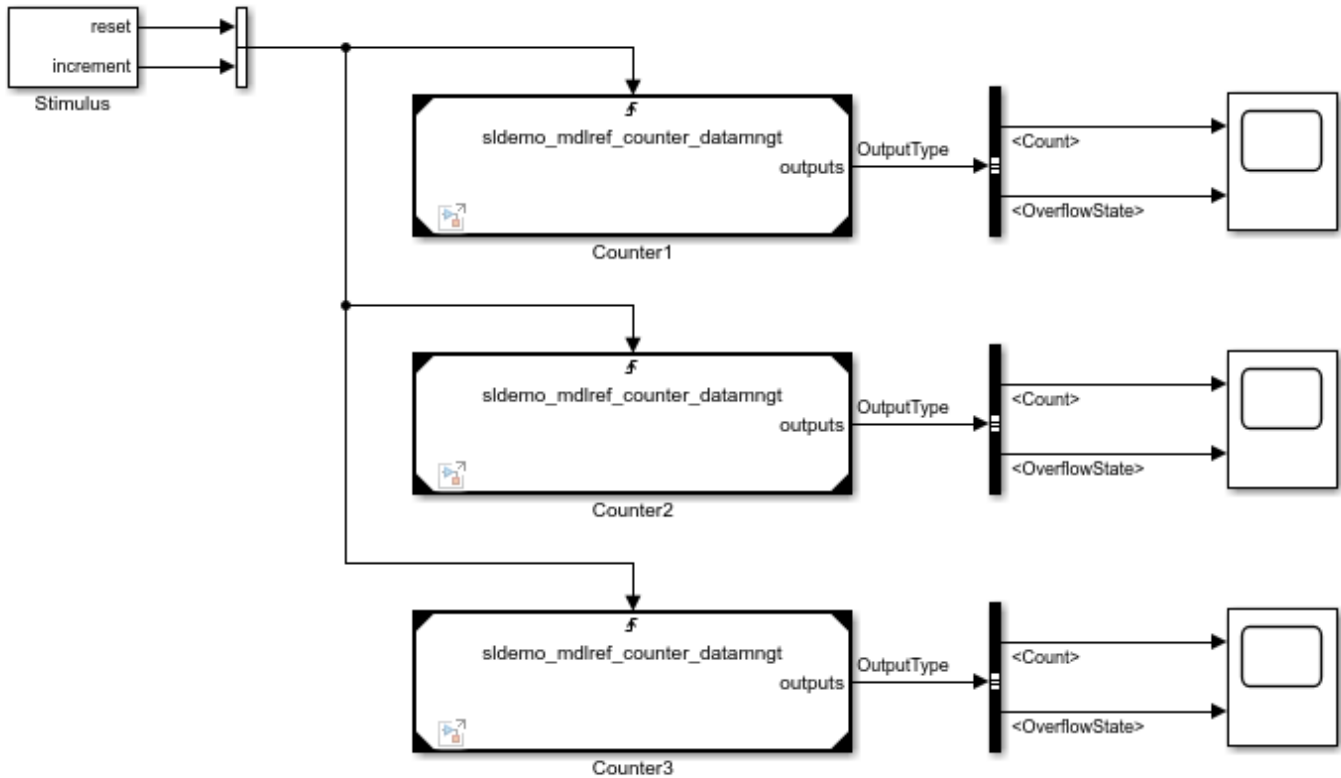 reset
increment
Stimulus
sldemo_mdlref_counter_datamngt
outputs
OutputType
<Count>
<OverflowState>
Counter1
sldemo_mdlref_counter_datamngt
outputs
OutputType
<Count>
<OverflowState>
Counter2
sldemo_mdlref_counter_datamngt
outputs
OutputType
<Count>
<OverflowState>
Counter3